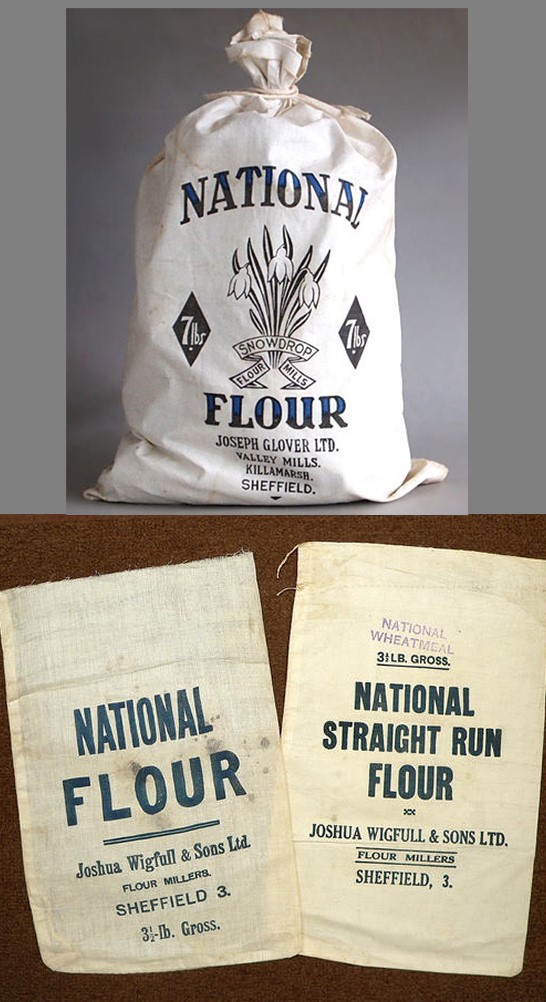 NATIONAL
7lbs
7lbs
SNOWDROP
FLOUR MILLS
FLOUR
JOSEPH GLOVER LTD.
VALLEY MILLS.
KILLAMARSH.
SHEFFIELD.
NATIONAL
FLOUR
Joshua Wigfull & Sons Ltd.
FLOUR MILLERS.
SHEFFIELD 3.
3½-lb. Gross.
NATIONAL
WHEATMEAL
3½LB. GROSS.
NATIONAL
STRAIGHT RUN
FLOUR
JOSHUA WIGFULL & SONS LTD.
FLOUR MILLERS
SHEFFIELD, 3.